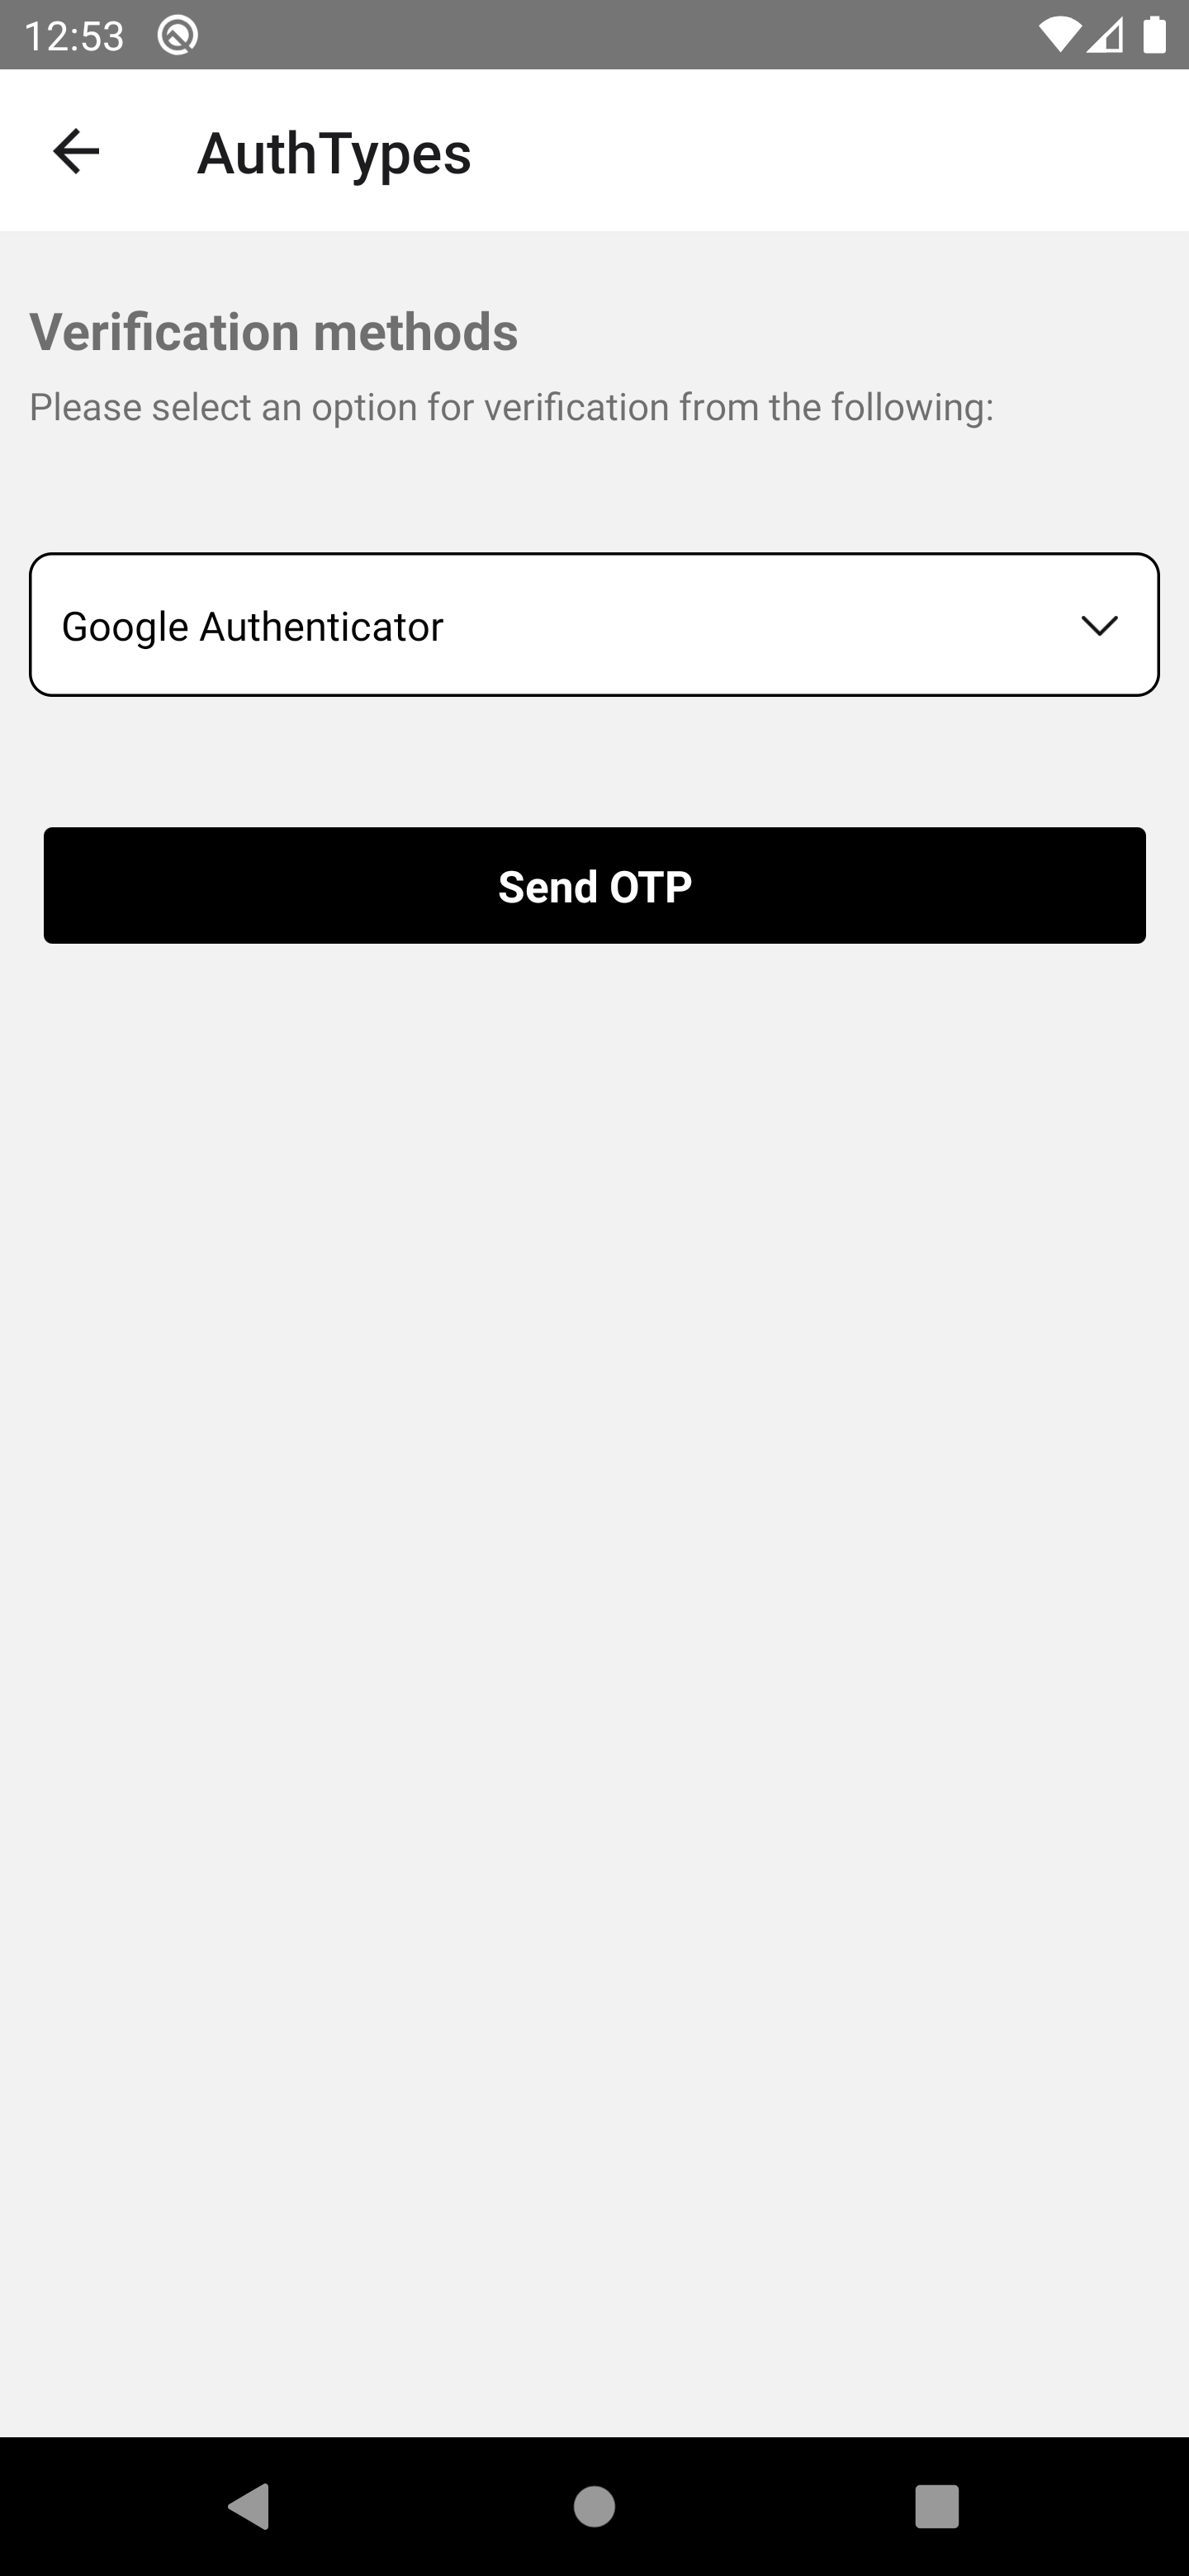 12:53
AuthTypes
Verification methods
Please select an option for verification from the following:
Google Authenticator
Send OTP